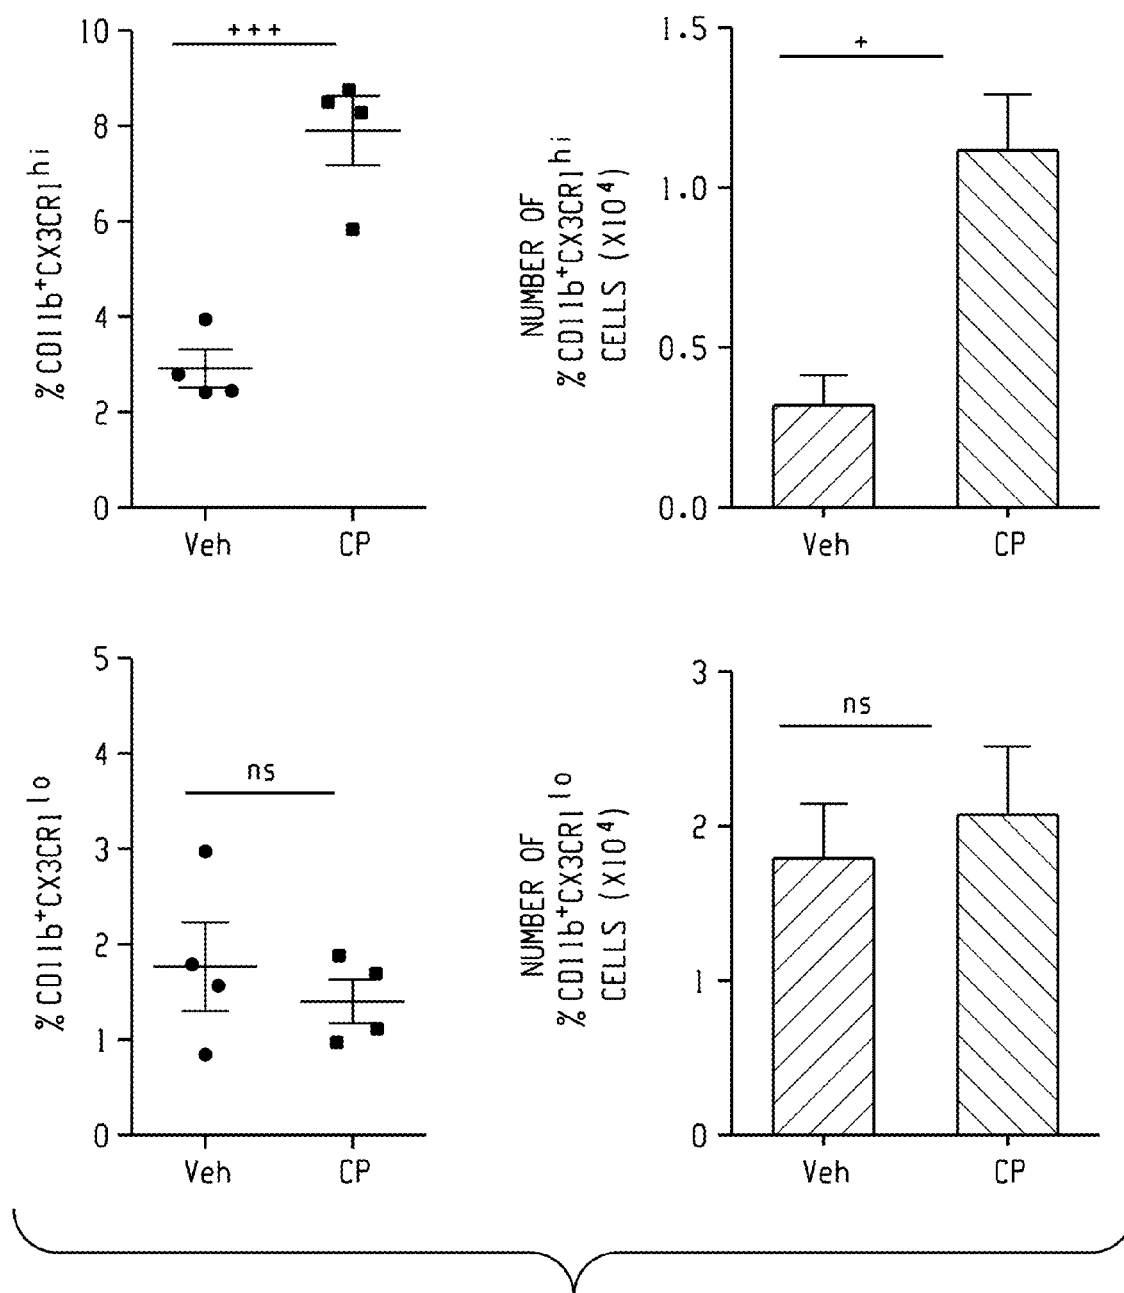 % CD11b⁺CX3CR1ʰⁱ
10
8
6
4
2
0
+++
Veh CP
NUMBER OF
% CD11b⁺CX3CR1ʰⁱ
CELLS (X10⁴)
1.5
1.0
0.5
0.0
+
Veh CP
% CD11b⁺CX3CR1ˡᵒ
5
4
3
2
1
0
ns
Veh CP
NUMBER OF
% CD11b⁺CX3CR1ˡᵒ
CELLS (X10⁴)
3
2
1
0
ns
Veh CP